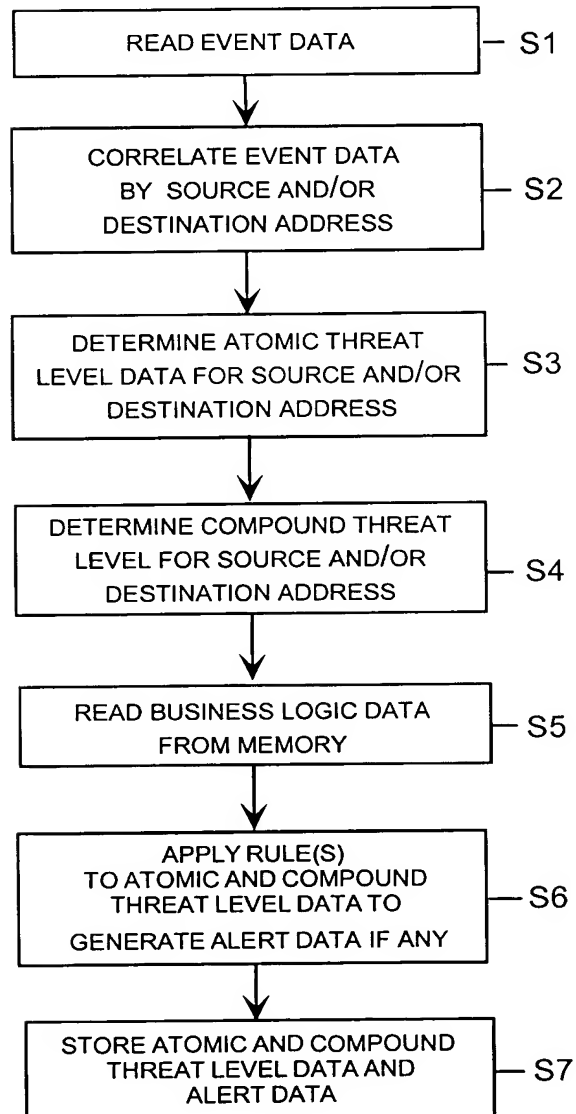 READ EVENT DATA
S1
CORRELATE EVENT DATA
BY SOURCE AND/OR
DESTINATION ADDRESS
S2
DETERMINE ATOMIC THREAT
LEVEL DATA FOR SOURCE AND/OR
DESTINATION ADDRESS
S3
DETERMINE COMPOUND THREAT
LEVEL FOR SOURCE AND/OR
DESTINATION ADDRESS
S4
READ BUSINESS LOGIC DATA
FROM MEMORY
S5
APPLY RULE(S)
TO ATOMIC AND COMPOUND
THREAT LEVEL DATA TO
GENERATE ALERT DATA IF ANY
S6
STORE ATOMIC AND COMPOUND
THREAT LEVEL DATA AND
ALERT DATA
S7